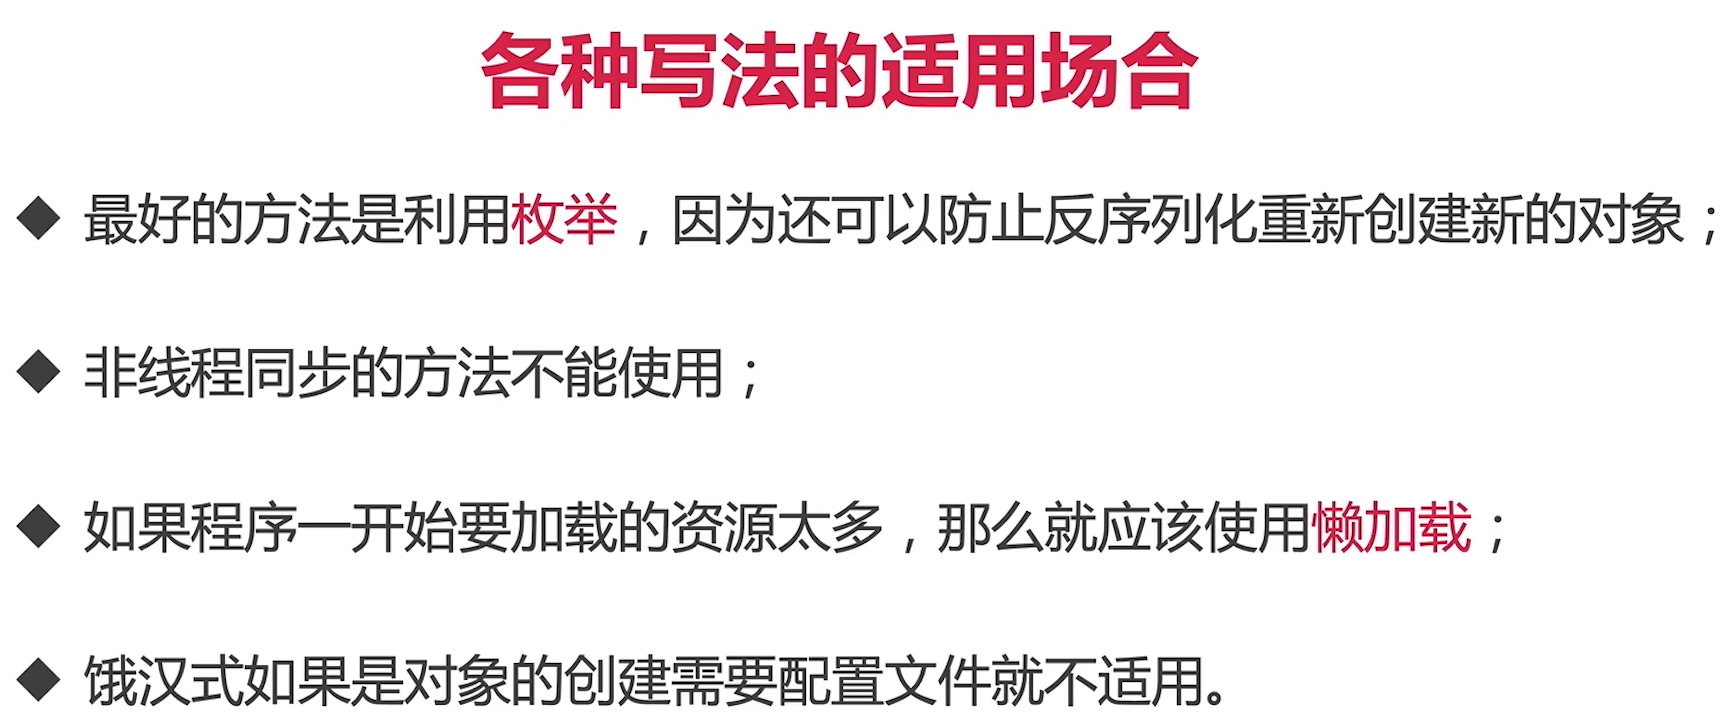 各种写法的适用场合
◆ 最好的方法是利用枚举，因为还可以防止反序列化重新创建新的对象；
◆ 非线程同步的方法不能使用；
◆ 如果程序一开始要加载的资源太多，那么就应该使用懒加载；
◆ 饿汉式如果是对象的创建需要配置文件就不适用。